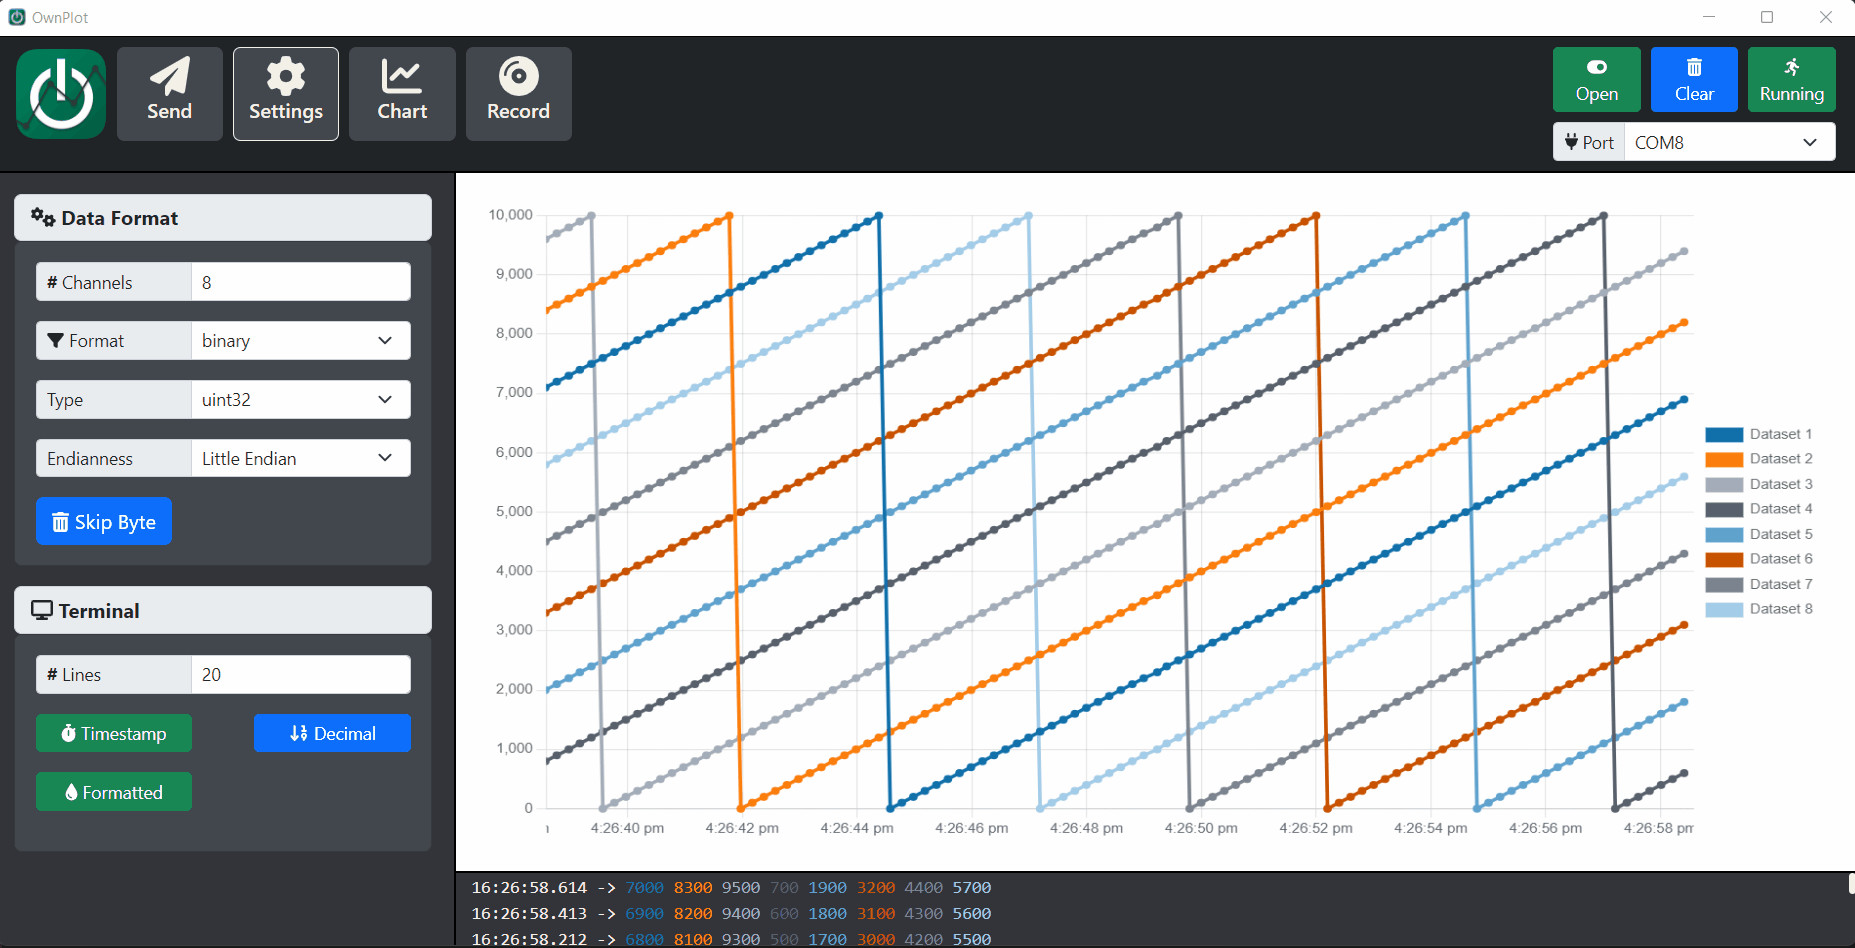 OwnPlot
Send
Settings
Chart
Record
Open
Clear
Running
Port
COM8
Data Format
# Channels
8
Format
binary
Type
uint32
Endianness
Little Endian
Skip Byte
Terminal
# Lines
20
Timestamp
Decimal
Formatted
10,000
9,000
8,000
7,000
6,000
5,000
4,000
3,000
2,000
1,000
0
4:26:40 pm 4:26:42 pm 4:26:44 pm 4:26:46 pm 4:26:48 pm 4:26:50 pm 4:26:52 pm 4:26:54 pm 4:26:56 pm 4:26:58 pm
Dataset 1
Dataset 2
Dataset 3
Dataset 4
Dataset 5
Dataset 6
Dataset 7
Dataset 8
16:26:58.614 -> 7000 8300 9500 700 1900 3200 4400 5700
16:26:58.413 -> 6900 8200 9400 600 1800 3100 4300 5600
16:26:58.212 -> 6800 8100 9300 500 1700 3000 4200 5500